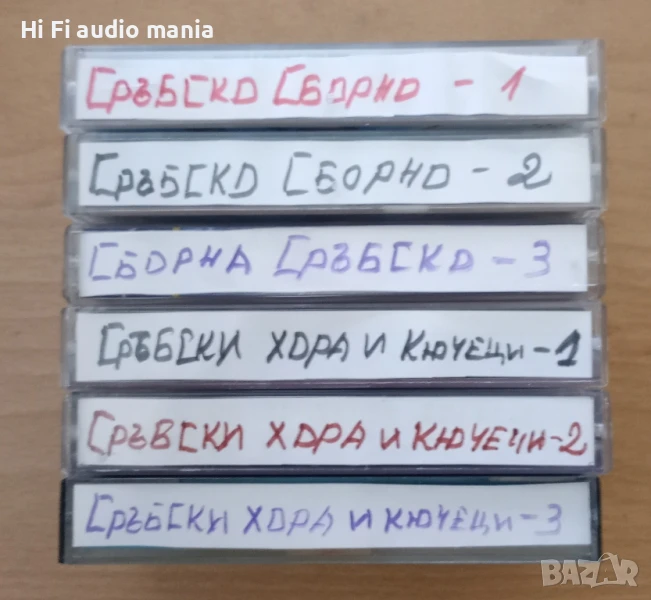 Hi Fi audio mania
СРЪБСКО СБОРНО - 1
СРЪБСКО СБОРНО - 2
СБОРНА СРЪБСКО - 3
СРЪБСКИ ХОРА И КЮЧЕЦИ - 1
СРЪВСКИ ХОРА И КЮЧЕЦИ - 2
СРЪБСКИ ХОРА И КЮЧЕЦИ - 3
BAZAR